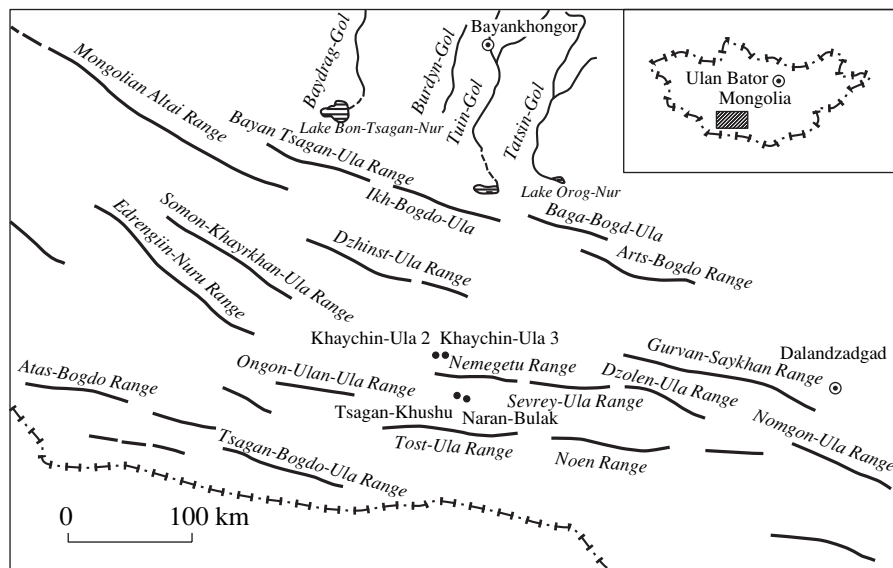 Bayankhongor
Baydrag-Gol
Burdyn-Gol
Tuin-Gol
Tatsin-Gol
Ulan Bator
Mongolia
Mongolian Altai Range
Lake Bon-Tsagan-Nur
Bayan Tsagan-Ula Range
Ikh-Bogdo-Ula
Lake Orog-Nur
Baga-Bogd-Ula
Arts-Bogdo Range
Edrengiin-Nuru Range
Somon-Khayrkhan-Ula Range
Dzhinst-Ula Range
Khaychin-Ula 2
Khaychin-Ula 3
Gurvan-Saykhan Range
Dalandzadgad
Atas-Bogdo Range
Ongon-Ulan-Ula Range
Nemegetu Range
Sevrey-Ula Range
Dzolen-Ula Range
Tsagan-Khushu
Naran-Bulak
Nomgon-Ula Range
Tsagan-Bogdo-Ula Range
Tost-Ula Range
Noen Range
0
100 km